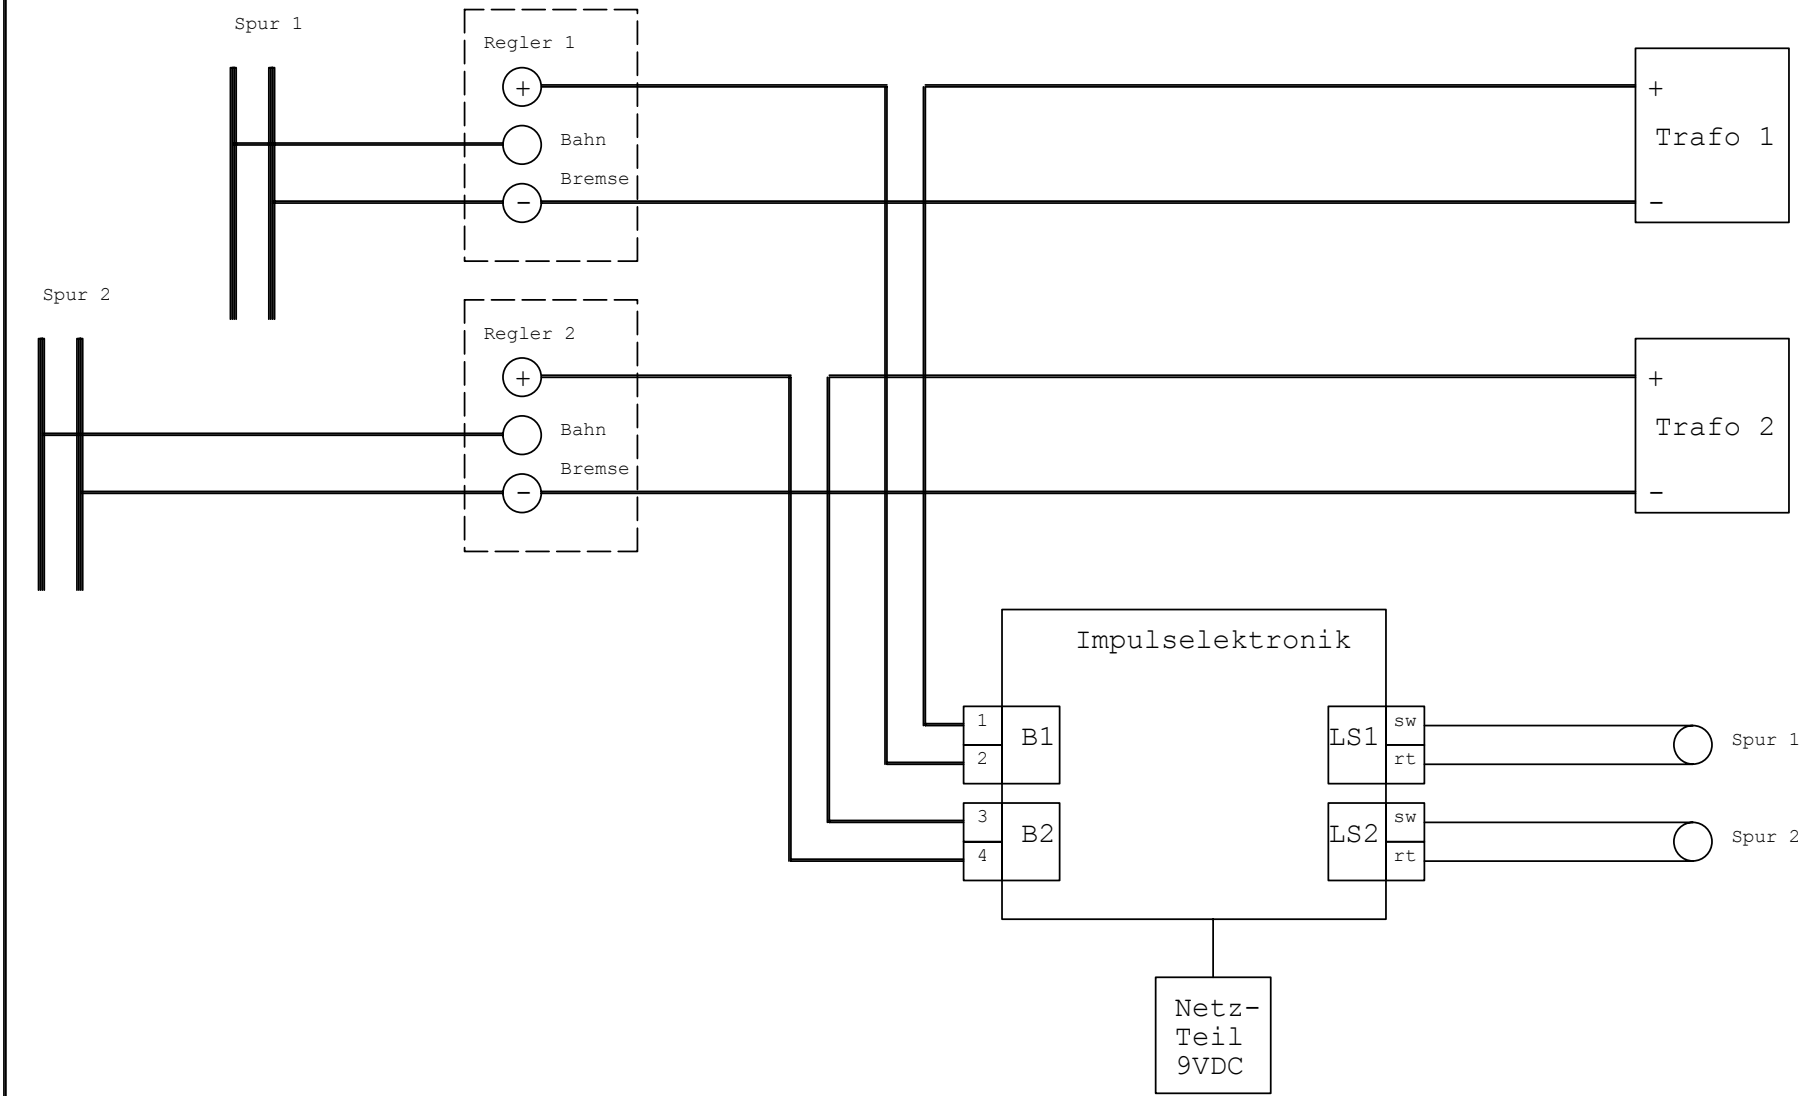 Spur 1
Regler 1
+
+
Bahn
Trafo 1
Bremse
-
-
Spur 2
Regler 2
+
+
Bahn
Trafo 2
Bremse
-
-
Impulselektronik
1
B1
2
LS1
sw
rt
Spur 1
3
B2
4
LS2
sw
rt
Spur 2
Netz-
Teil
9VDC